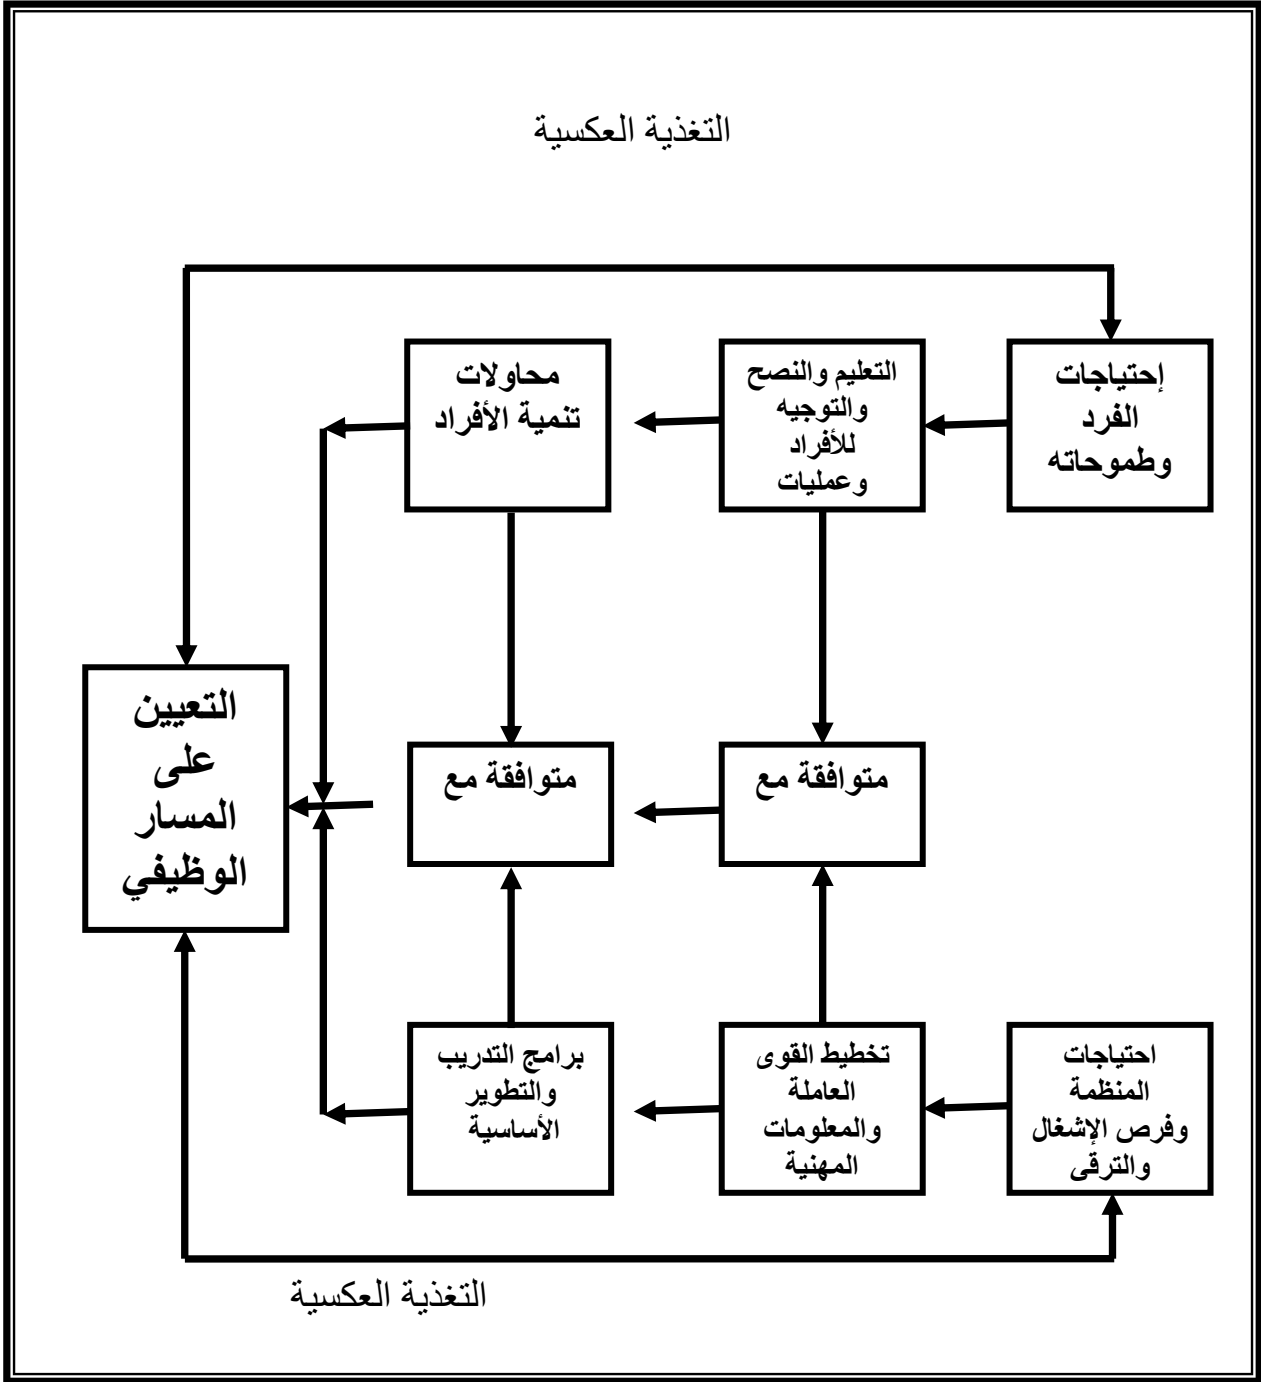 التغذية العكسية
إحتياجات
الفرد
وطموحاته
التعليم والنصح
والتوجيه
للأفراد
وعمليات
محاولات
تنمية الأفراد
متوافقة مع
متوافقة مع
التعيين
على
المسار
الوظيفي
احتياجات
المنظمة
وفرص الإشغال
والترقى
تخطيط القوى
العاملة
والمعلومات
المهنية
برامج التدريب
والتطوير
الأساسية
التغذية العكسية